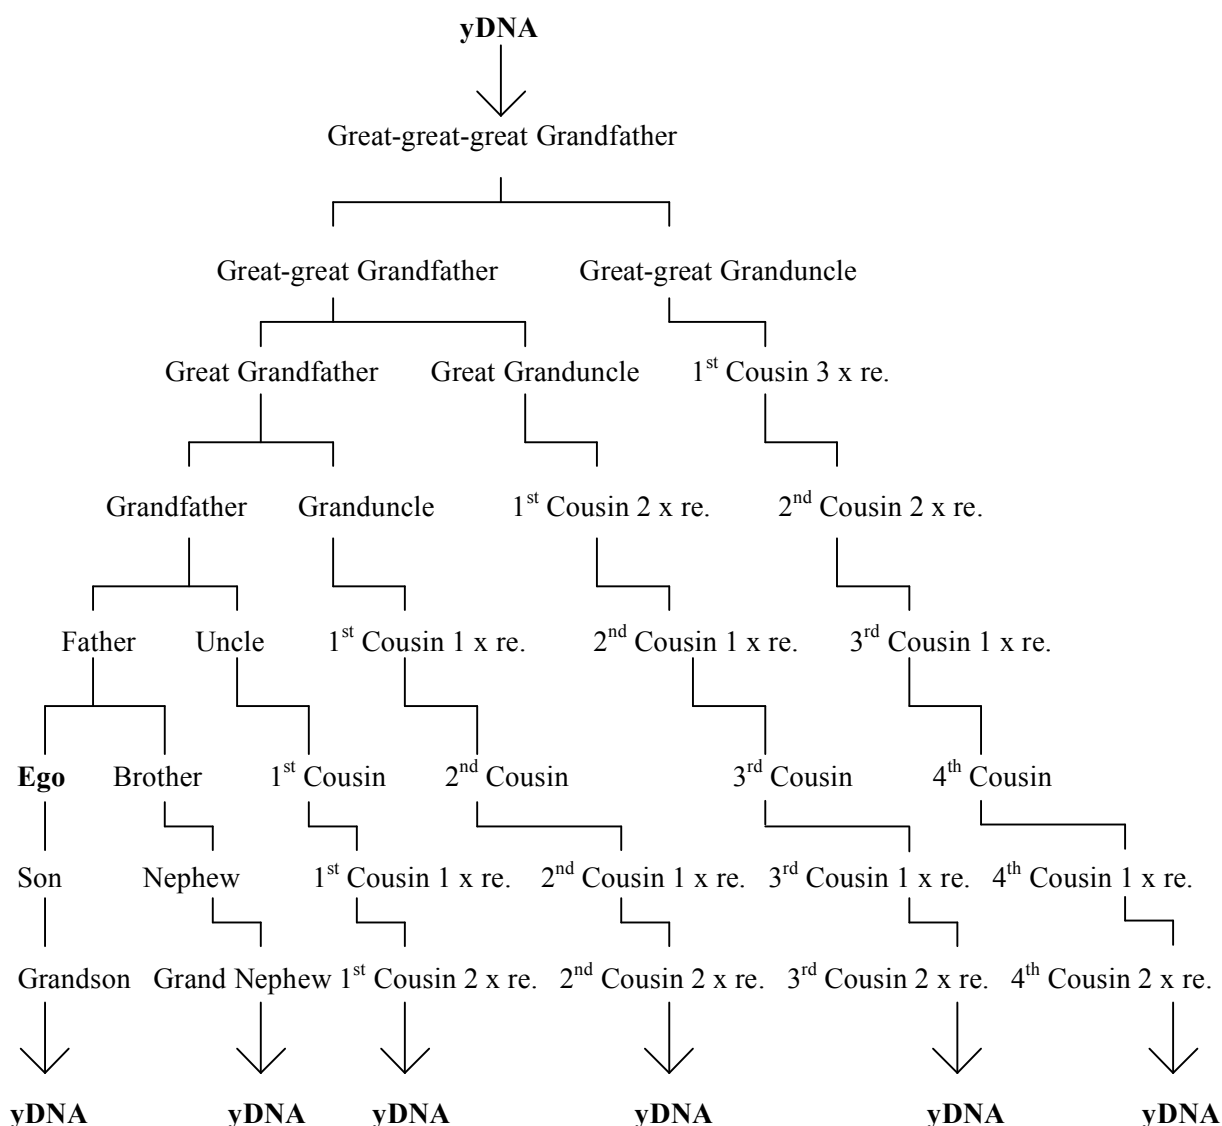 yDNA
Great-great-great Grandfather
Great-great Grandfather Great-great Granduncle
Great Grandfather Great Granduncle 1st Cousin 3 x re.
Grandfather Granduncle 1st Cousin 2 x re. 2nd Cousin 2 x re.
Father Uncle 1st Cousin 1 x re. 2nd Cousin 1 x re. 3rd Cousin 1 x re.
Ego Brother 1st Cousin 2nd Cousin 3rd Cousin 4th Cousin
Son Nephew 1st Cousin 1 x re. 2nd Cousin 1 x re. 3rd Cousin 1 x re. 4th Cousin 1 x re.
Grandson Grand Nephew 1st Cousin 2 x re. 2nd Cousin 2 x re. 3rd Cousin 2 x re. 4th Cousin 2 x re.
yDNA yDNA yDNA yDNA yDNA yDNA